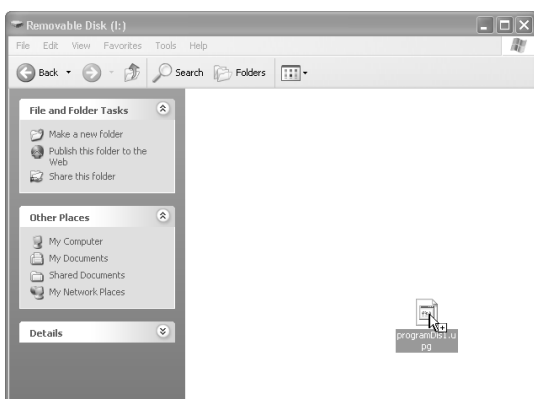 Removable Disk (I:)
File Edit View Favorites Tools Help
Back Search Folders
File and Folder Tasks
Make a new folder
Publish this folder to the
Web
Share this folder
Other Places
My Computer
My Documents
Shared Documents
My Network Places
Details
pg